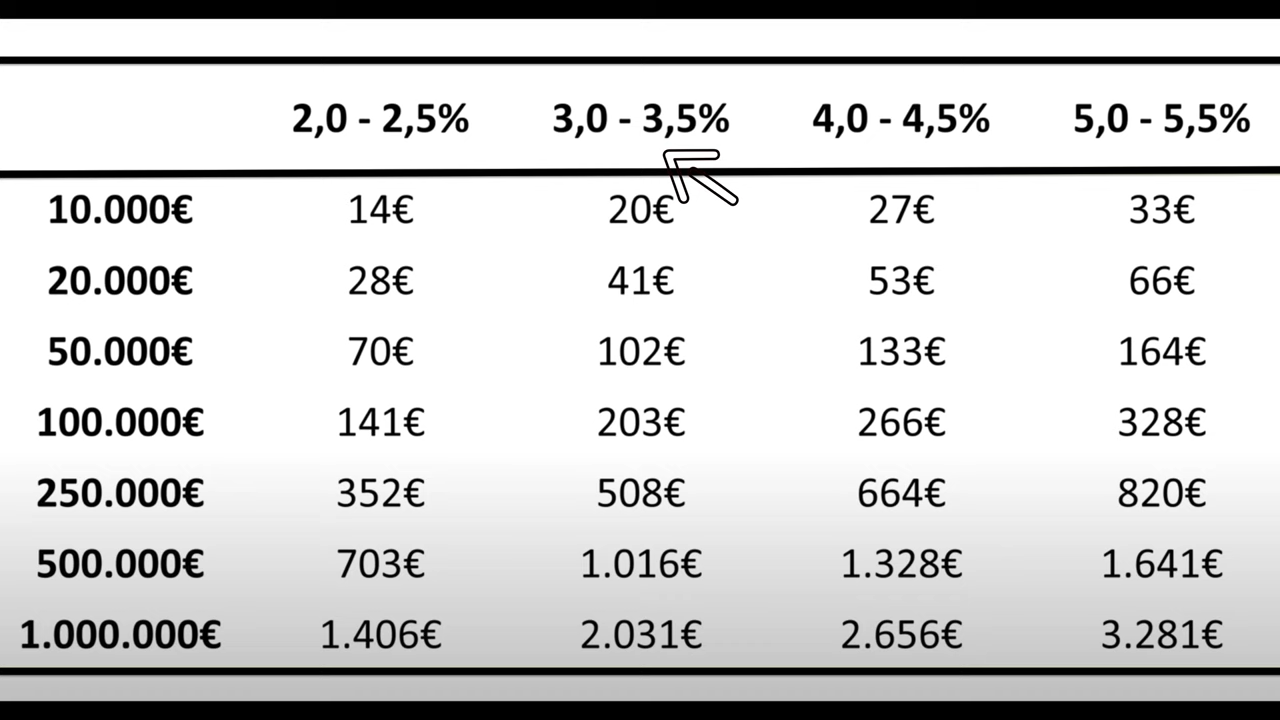 2,0 - 2,5% 3,0 - 3,5% 4,0 - 4,5% 5,0 - 5,5%
10.000€ 14€ 20€ 27€ 33€
20.000€ 28€ 41€ 53€ 66€
50.000€ 70€ 102€ 133€ 164€
100.000€ 141€ 203€ 266€ 328€
250.000€ 352€ 508€ 664€ 820€
500.000€ 703€ 1.016€ 1.328€ 1.641€
1.000.000€ 1.406€ 2.031€ 2.656€ 3.281€